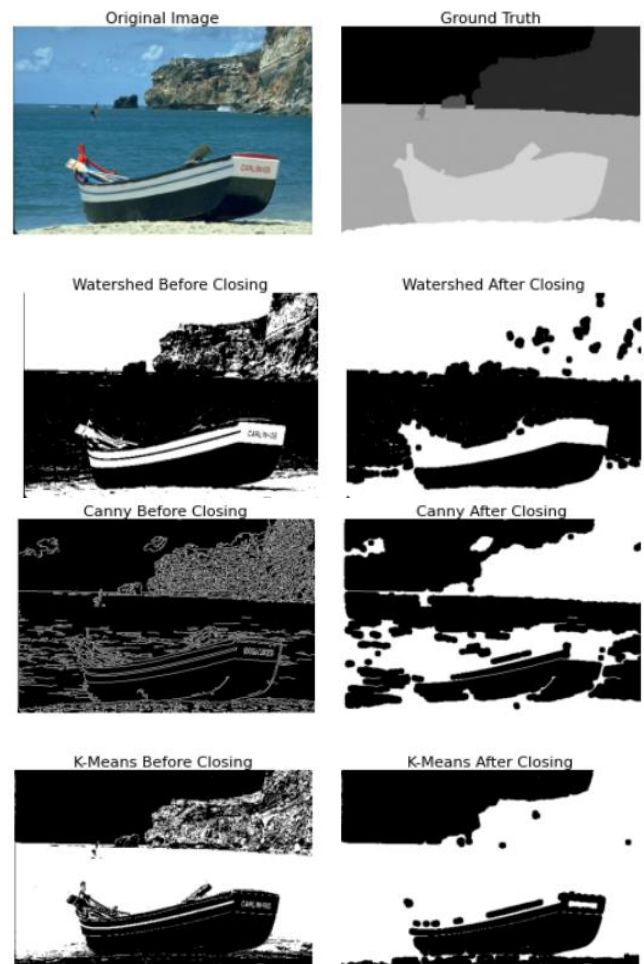 Original Image
Ground Truth
CARLINHOS
Watershed Before Closing
Watershed After Closing
Canny Before Closing
Canny After Closing
K-Means Before Closing
K-Means After Closing